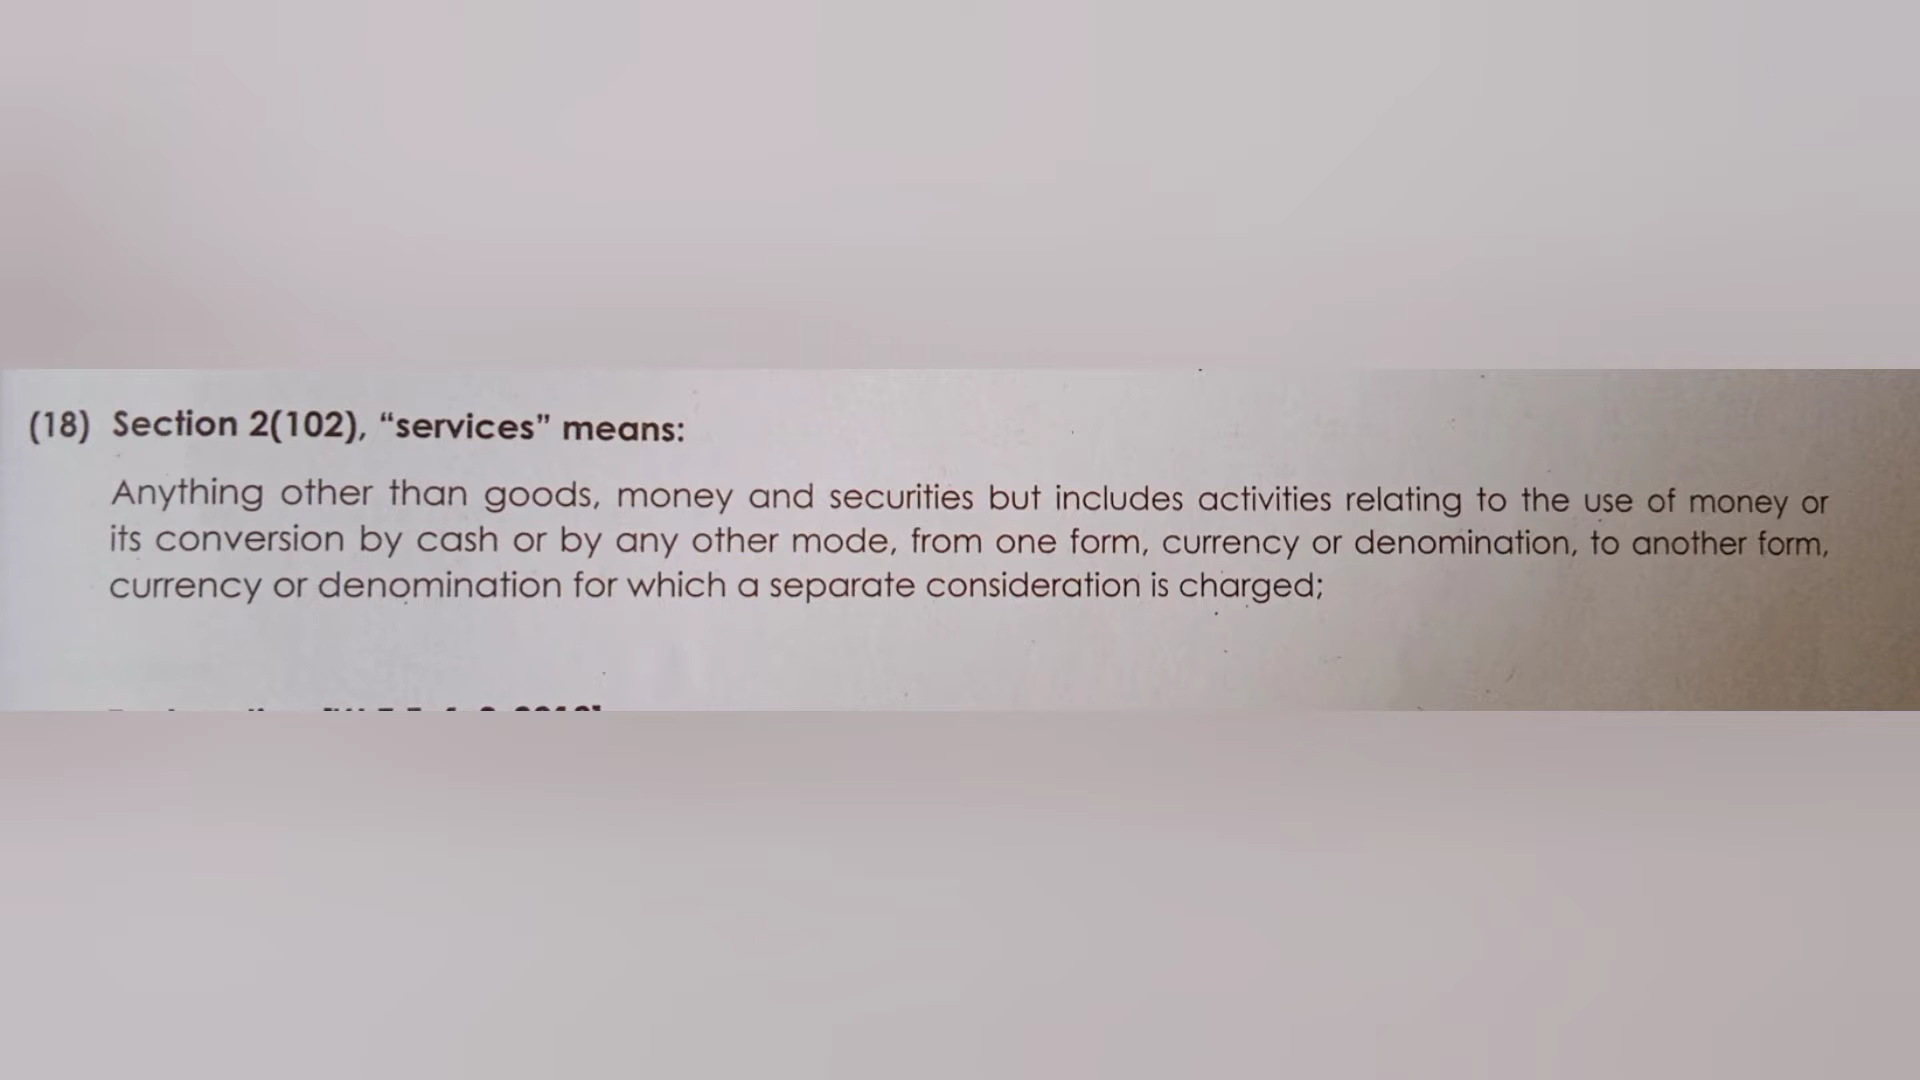 (18) Section 2(102), “services” means:
Anything other than goods, money and securities but includes activities relating to the use of money or
its conversion by cash or by any other mode, from one form, currency or denomination, to another form,
currency or denomination for which a separate consideration is charged;